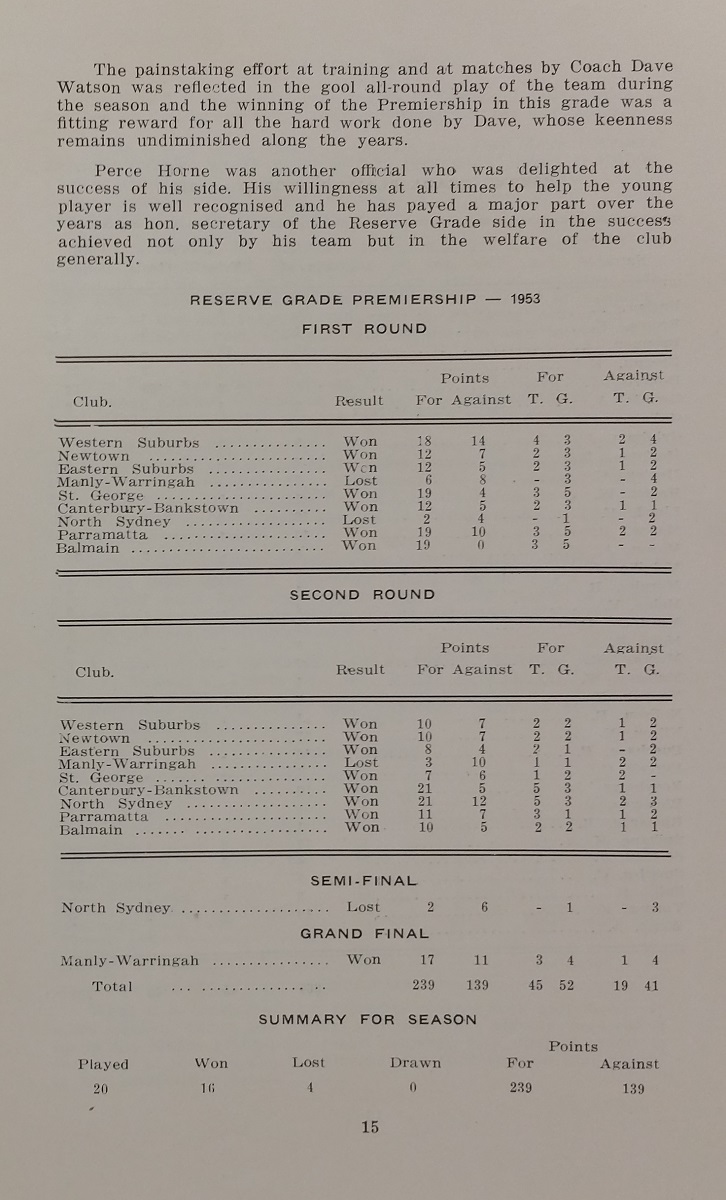 The painstaking effort at training and at matches by Coach Dave
Watson was reflected in the gool all-round play of the team during
the season and the winning of the Premiership in this grade was a
fitting reward for all the hard work done by Dave, whose keenness
remains undiminished along the years.
Perce Horne was another official who was delighted at the
success of his side. His willingness at all times to help the young
player is well recognised and he has payed a major part over the
years as hon. secretary of the Reserve Grade side in the success
achieved not only by his team but in the welfare of the club
generally.
RESERVE GRADE PREMIERSHIP — 1953
FIRST ROUND
Points For Against
Club. Result For Against T. G. T. G.
Western Suburbs ............... Won 18 14 4 3 2 4
Newtown .................... Won 12 7 2 3 1 2
Eastern Suburbs ............... Won 12 5 2 3 1 2
Manly-Warringah ............... Lost 6 8 - 3 - 4
St. George ..................... Won 19 4 3 5 - 2
Canterbury-Bankstown .......... Won 12 5 2 3 1 1
North Sydney .................. Lost 2 4 - 1 - 2
Parramatta .................... Won 19 10 3 5 2 2
Balmain ........................ Won 19 0 3 5 - -
SECOND ROUND
Points For Against
Club. Result For Against T. G. T. G.
Western Suburbs ............... Won 10 7 2 2 1 2
Newtown ...................... Won 10 7 2 2 1 2
Eastern Suburbs ............... Won 8 4 2 1 - 2
Manly-Warringah ............... Lost 3 10 1 1 2 2
St. George ..................... Won 7 6 1 2 2 -
Canterbury-Bankstown .......... Won 21 5 5 3 1 1
North Sydney .................. Won 21 12 5 3 2 3
Parramatta .................... Won 11 7 3 1 1 2
Balmain ........................ Won 10 5 2 2 1 1
SEMI-FINAL
North Sydney .................. Lost 2 6 - 1 - 3
GRAND FINAL
Manly-Warringah ............... Won 17 11 3 4 1 4
Total ... ............... .. 239 139 45 52 19 41
SUMMARY FOR SEASON
Points
Played Won Lost Drawn For Against
20 16 4 0 239 139
15